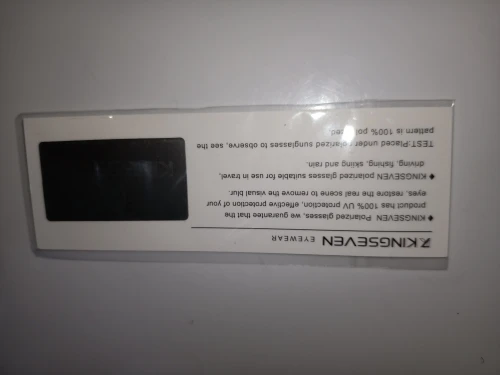 KINGSEVEN EYEWEAR
♦ KINGSEVEN Polarized glasses, we guarantee that the
product has 100% UV protection, effective protection of your
eyes, restore the real scene to remove the visual blur.
♦ KINGSEVEN polarized glasses suitable for use in travel,
driving, fishing, skiing and rain.
TEST-Placed under polarized sunglasses to observe, see the
pattern is 100% polarized.